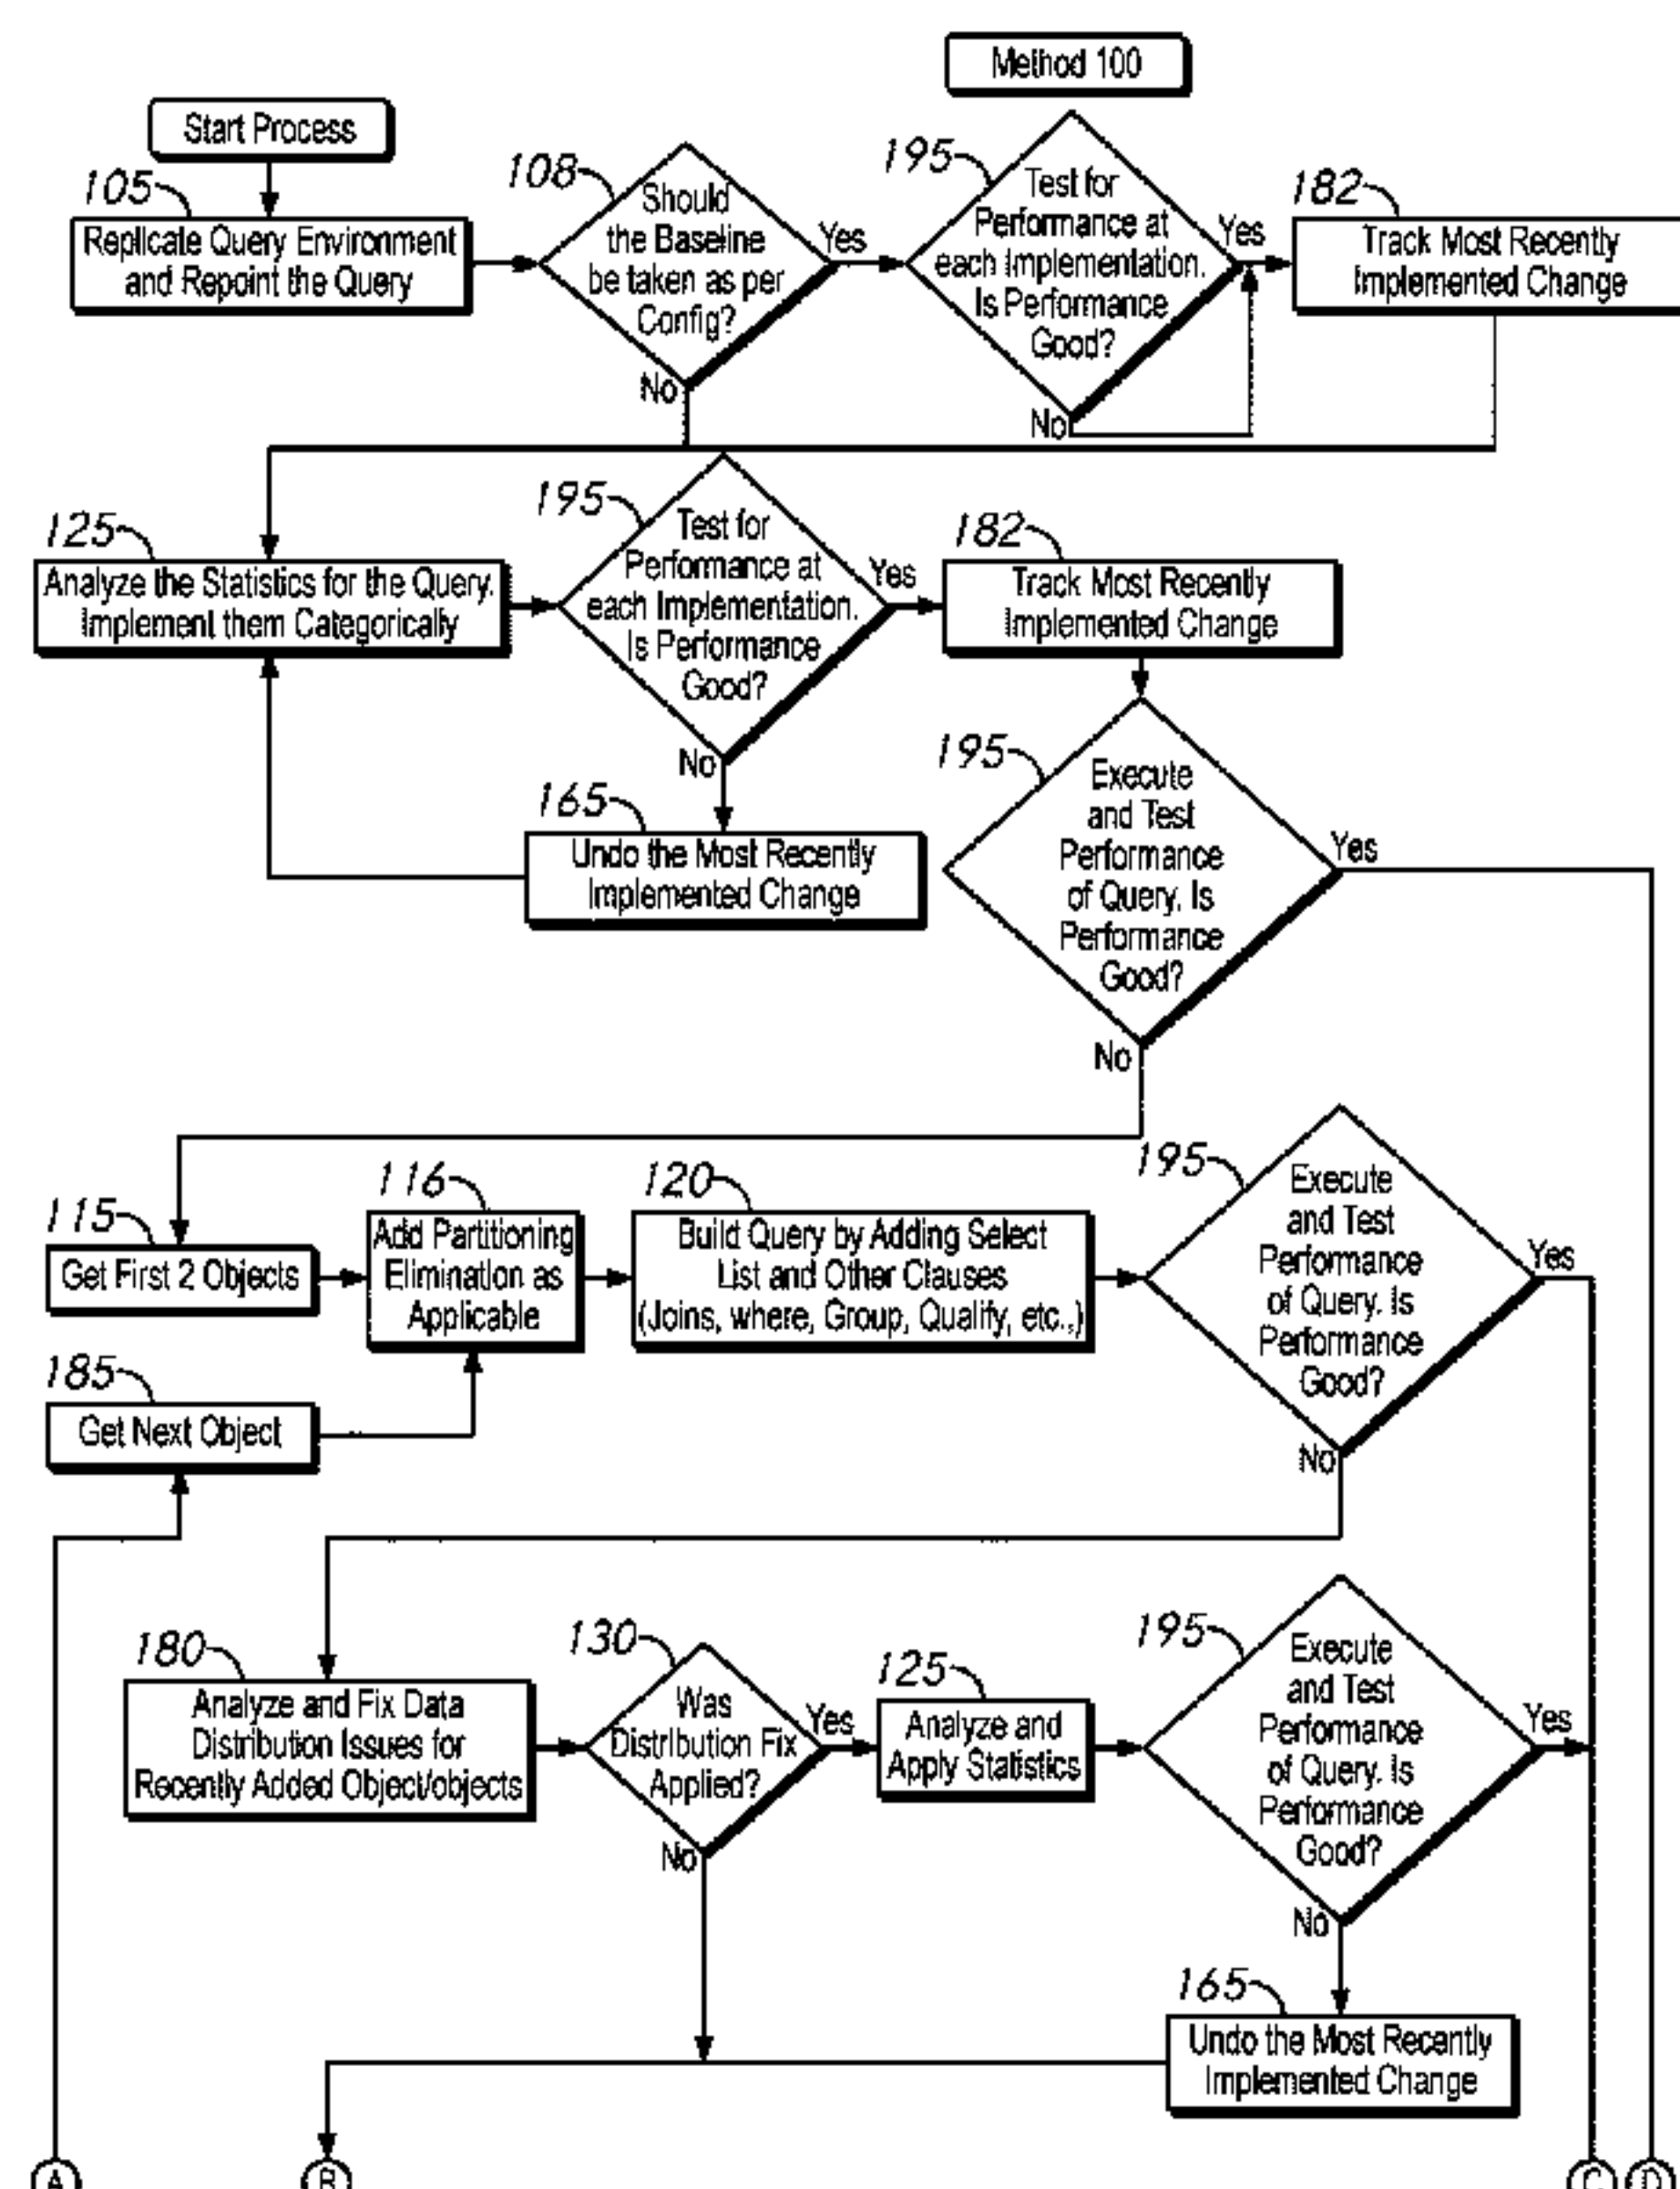 Method 100
Start Process
105
Replicate Query Environment
and Repoint the Query
108
Should
the Baseline
be taken as per
Config?
Yes
No
195
Test for
Performance at
each Implementation.
Is Performance
Good?
Yes
No
182
Track Most Recently
Implemented Change
125
Analyze the Statistics for the Query.
Implement them Categorically
195
Test for
Performance at
each Implementation.
Is Performance
Good?
Yes
No
182
Track Most Recently
Implemented Change
165
Undo the Most Recently
Implemented Change
195
Execute
and Test
Performance
of Query. Is
Performance
Good?
Yes
No
115
Get First 2 Objects
116
Add Partitioning
Elimination as
Applicable
120
Build Query by Adding Select
List and Other Clauses
(Joins, where, Group, Qualify, etc.,)
195
Execute
and Test
Performance
of Query. Is
Performance
Good?
Yes
No
185
Get Next Object
180
Analyze and Fix Data
Distribution Issues for
Recently Added Object/objects
130
Was
Distribution Fix
Applied?
Yes
No
125
Analyze and
Apply Statistics
195
Execute
and Test
Performance
of Query. Is
Performance
Good?
Yes
No
165
Undo the Most Recently
Implemented Change
A
B
C
D